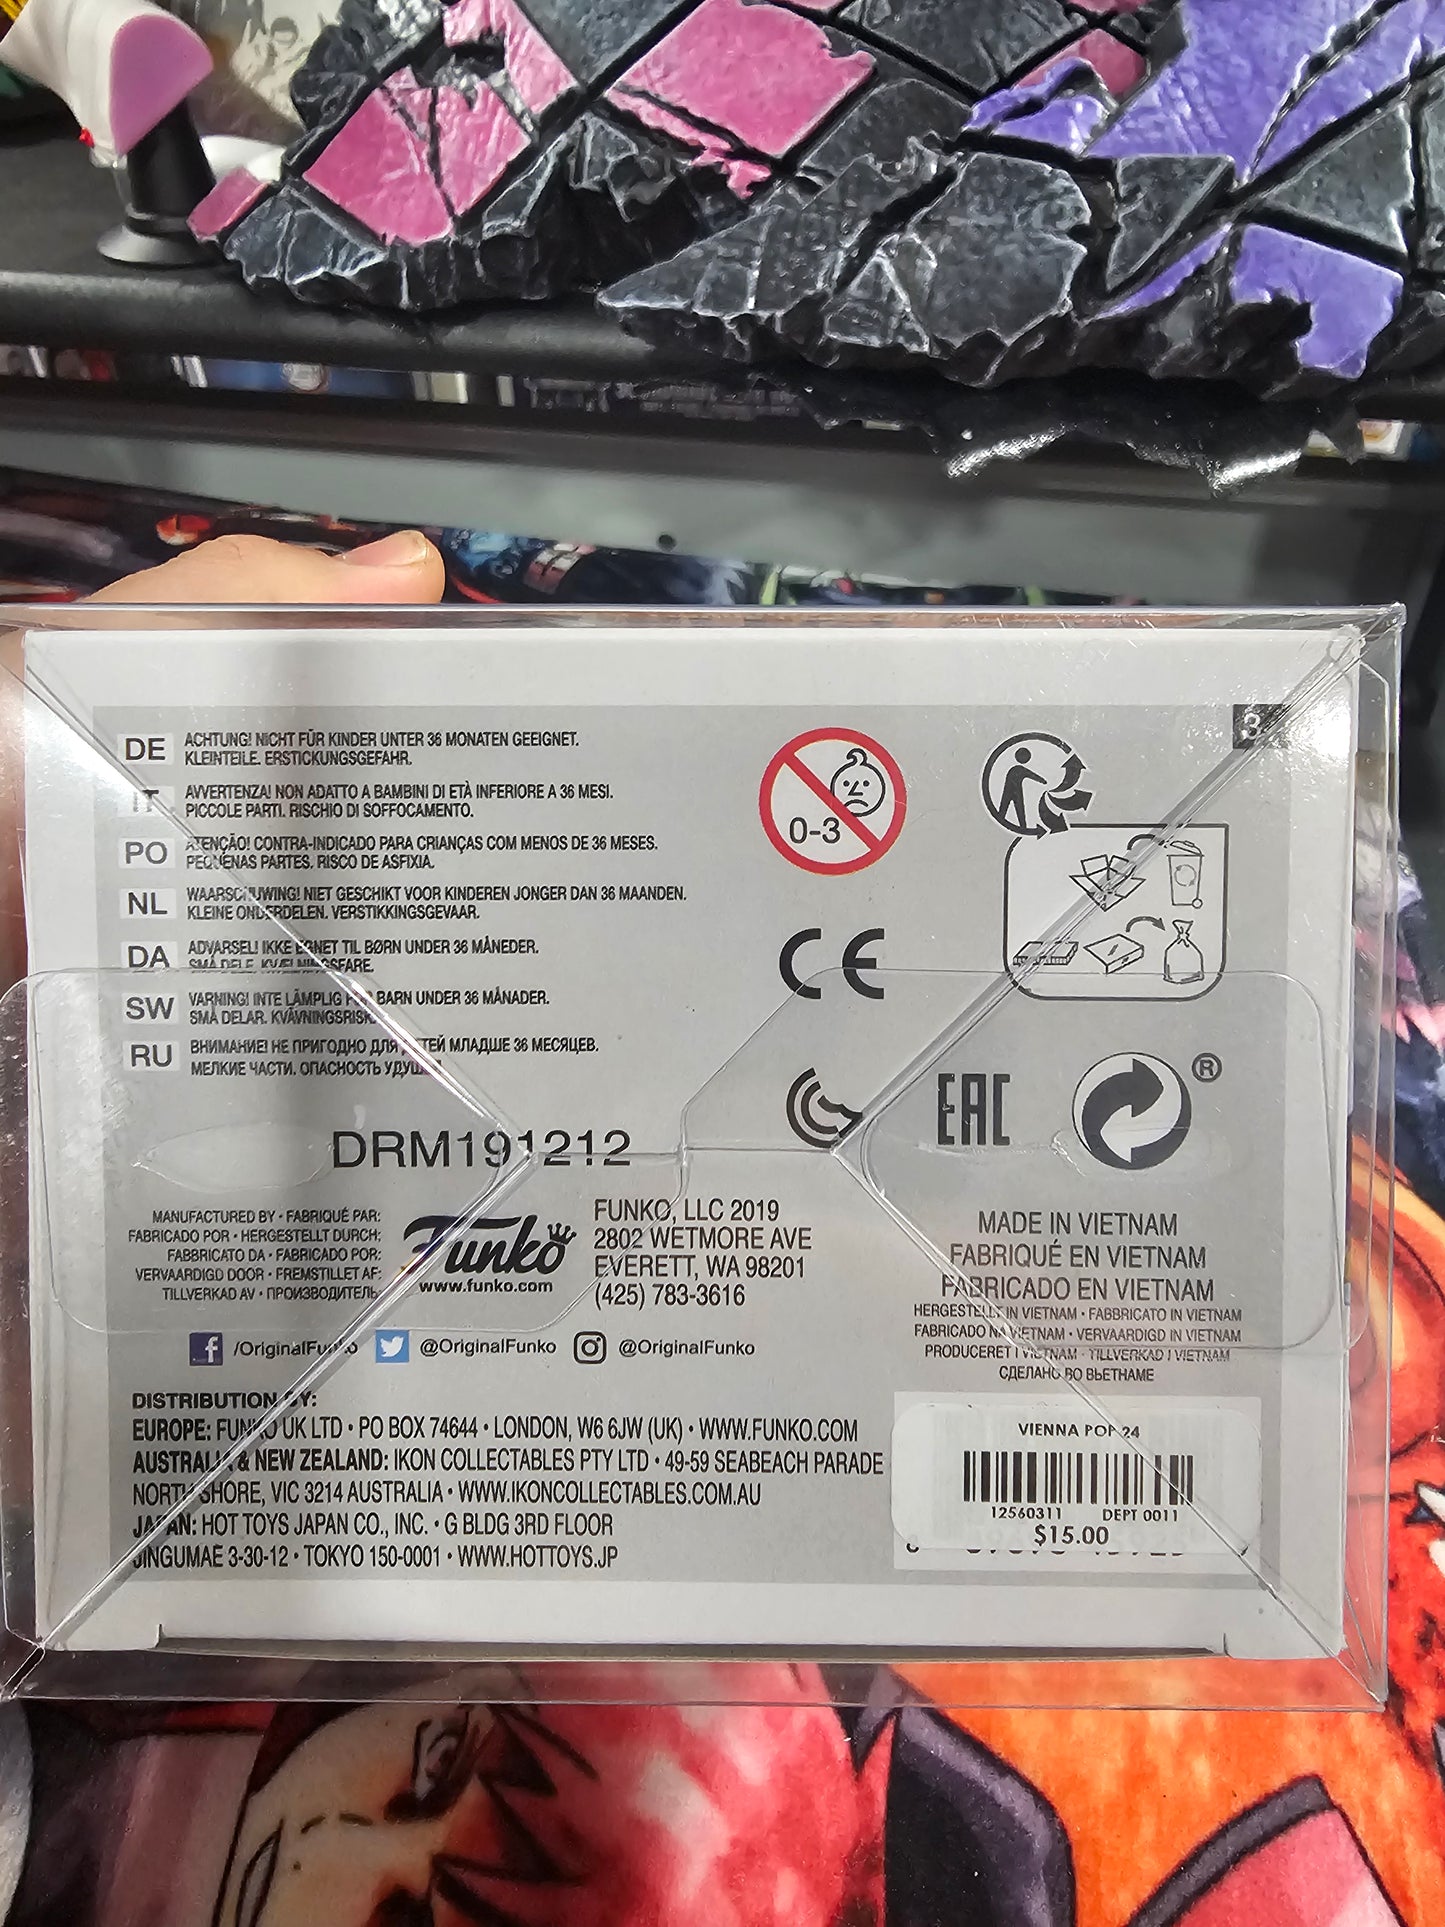 3
DE ACHTUNG! NICHT FÜR KINDER UNTER 36 MONATEN GEEIGNET.
KLEINTEILE. ERSTICKUNGSGEFAHR.
IT AVVERTENZA! NON ADATTO A BAMBINI DI ETÀ INFERIORE A 36 MESI.
PICCOLE PARTI. RISCHIO DI SOFFOCAMENTO.
PO ATENÇÃO! CONTRA-INDICADO PARA CRIANÇAS COM MENOS DE 36 MESES.
PEQUENAS PARTES. RISCO DE ASFIXIA.
NL WAARSCHUWING! NIET GESCHIKT VOOR KINDEREN JONGER DAN 36 MAANDEN.
KLEINE ONDERDELEN. VERSTIKKINGSGEVAAR.
DA ADVARSEL! IKKE EGNET TIL BØRN UNDER 36 MÅNEDER.
SMÅ DELE. KVÆLNINGSFARE.
SW VARNING! INTE LÄMPLIG FÖR BARN UNDER 36 MÅNADER.
SMÅ DELAR. KVÄVNINGSRISK.
RU ВНИМАНИЕ! НЕ ПРИГОДНО ДЛЯ ДЕТЕЙ МЛАДШЕ 36 МЕСЯЦЕВ.
МЕЛКИЕ ЧАСТИ. ОПАСНОСТЬ
0-3
CE
EAC
®
DRM191212
MANUFACTURED BY • FABRIQUÉ PAR:
FABRICADO POR • HERGESTELLT DURCH;
FABBRICATO DA • FABRICADO POR:
VERVAARDIGD DOOR • FREMSTILLET AF:
TILLVERKAD AV • ПРОИЗВОДИТЕЛЬ:
Funko
www.funko.com
FUNKO, LLC 2019
2802 WETMORE AVE
EVERETT, WA 98201
(425) 783-3616
MADE IN VIETNAM
FABRIQUÉ EN VIETNAM
FABRICADO EN VIETNAM
HERGESTELLT IN VIETNAM • FABBRICATO IN VIETNAM
FABRICADO NA VIETNAM • VERVAARDIGD IN VIETNAM
PRODUCERET I VIETNAM • TILLVERKAD I VIETNAM
СДЕЛАНО ВО ВЬЕТНАМЕ
/OriginalFunko @OriginalFunko @OriginalFunko
DISTRIBUTION BY:
EUROPE: FUNKO UK LTD • PO BOX 74644 • LONDON, W6 6JW (UK) • WWW.FUNKO.COM
AUSTRALIA & NEW ZEALAND: IKON COLLECTABLES PTY LTD • 49-59 SEABEACH PARADE
NORTH SHORE, VIC 3214 AUSTRALIA • WWW.IKONCOLLECTABLES.COM.AU
JAPAN: HOT TOYS JAPAN CO., INC. • G BLDG 3RD FLOOR
JINGUMAE 3-30-12 • TOKYO 150-0001 • WWW.HOTTOYS.JP
VIENNA POP 24
12560311 DEPT 0011
$15.00